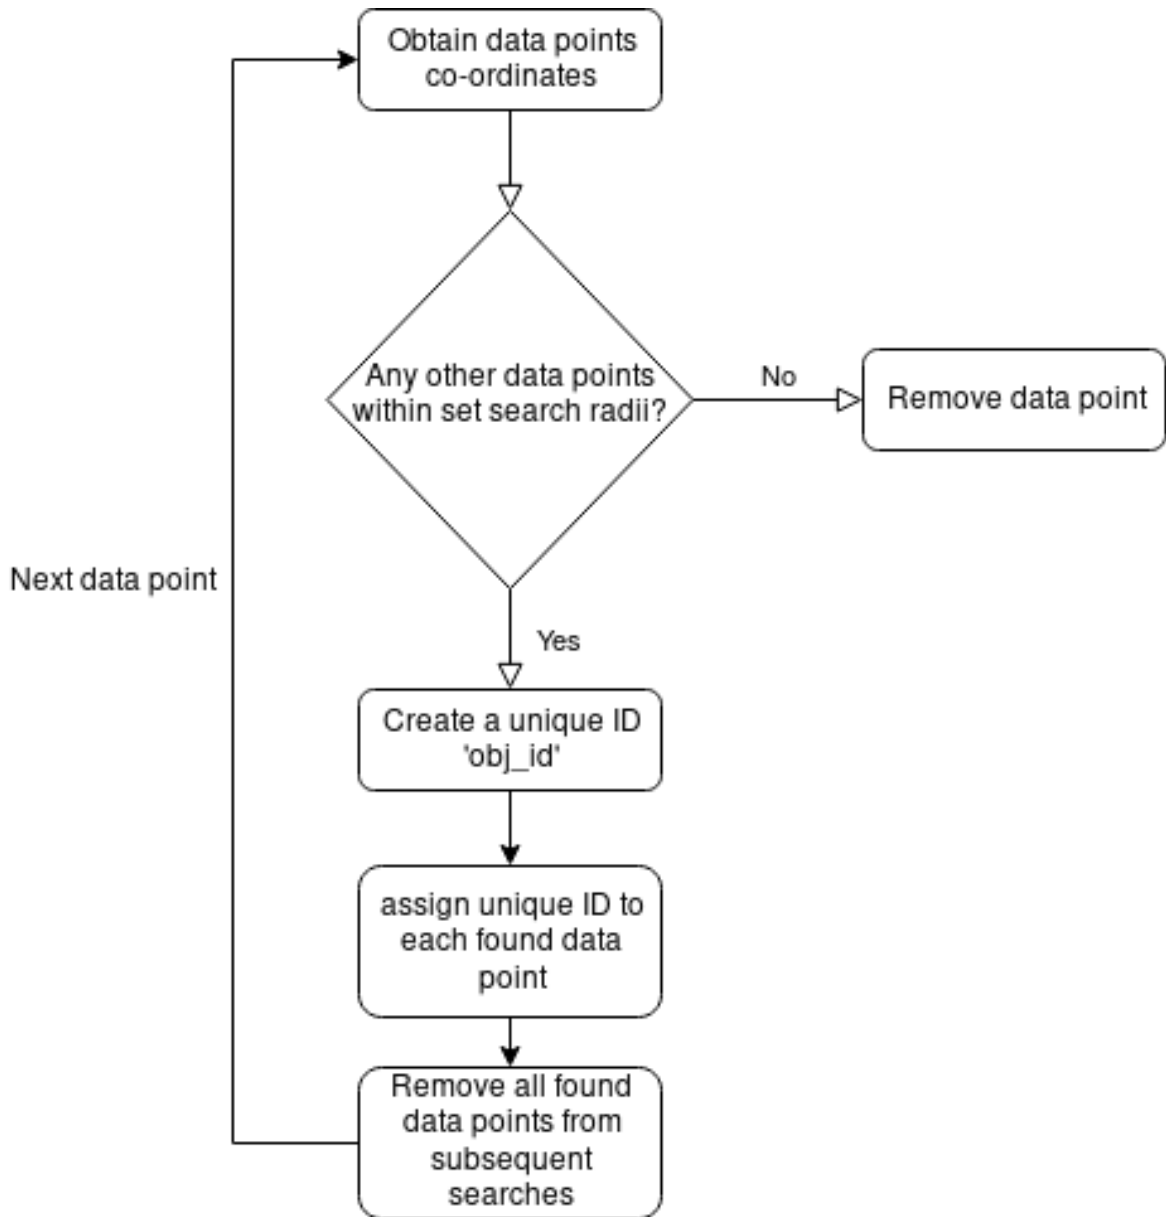 Obtain data points
co-ordinates
Any other data points
within set search radii?
No
Remove data point
Next data point
Yes
Create a unique ID
'obj_id'
assign unique ID to
each found data
point
Remove all found
data points from
subsequent
searches